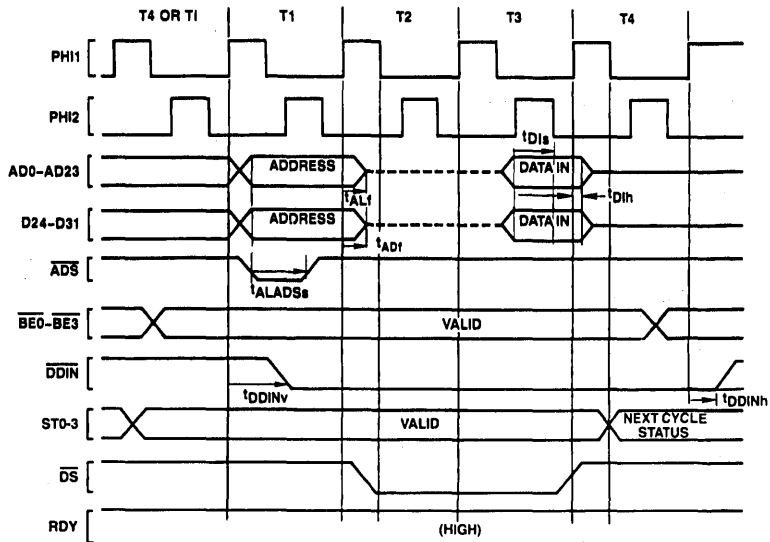 T4 OR TI T1 T2 T3 T4
PHI1
PHI2
tDIs
AD0-AD23 ADDRESS DATA IN
tALf tDIh
D24-D31 ADDRESS DATA IN
tADf
ADS
tALADSs
BE0-BE3 VALID
DDIN
tDDINv tDDINh
ST0-3 VALID NEXT CYCLE
STATUS
DS
RDY (HIGH)